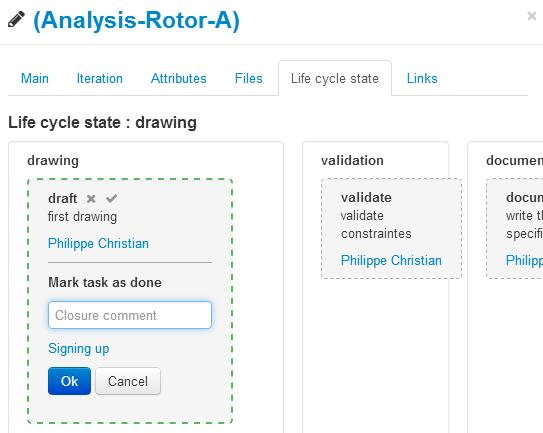 (Analysis-Rotor-A)
×
Main Iteration Attributes Files Life cycle state Links
Life cycle state : drawing
drawing
draft
first drawing
Philippe Christian
Mark task as done
Closure comment
Signing up
Ok Cancel
validation
validate
validate
constraintes
Philippe Christian
documen
docum
write th
specifi
Philipp